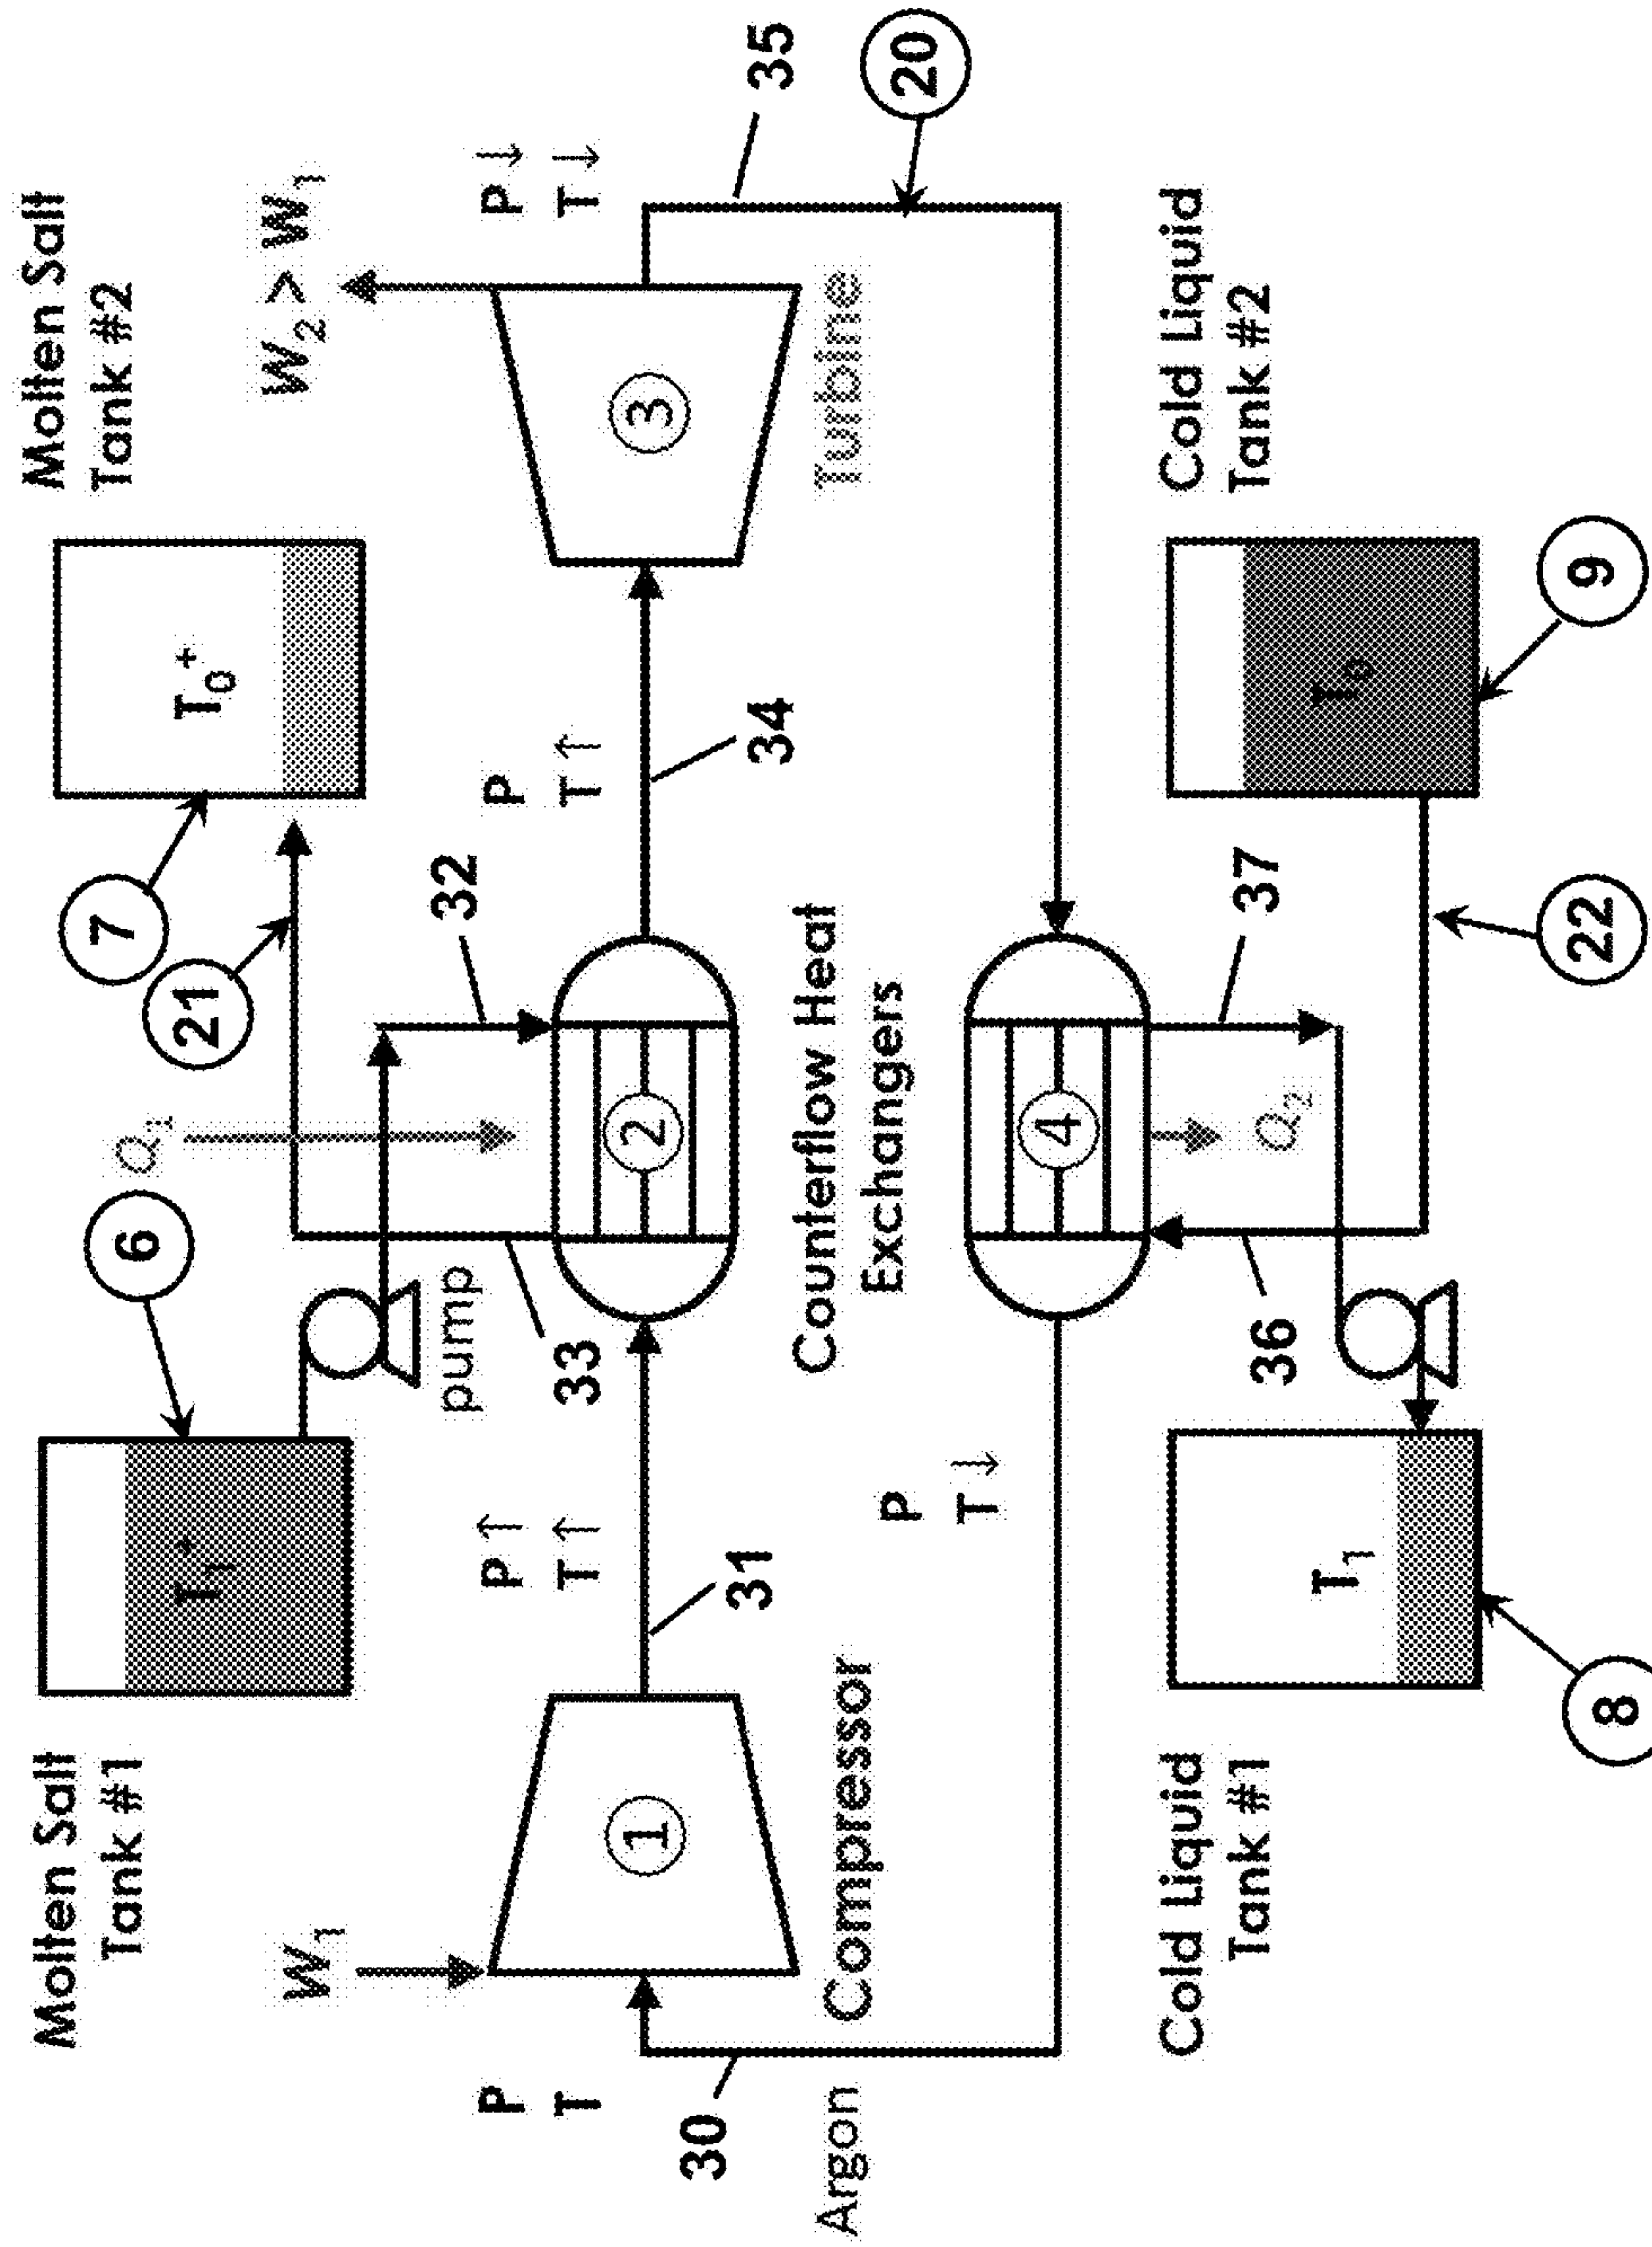 Molten Salt
Tank #1
6
Q₁
21
7
Molten Salt
Tank #2
T₁⁺
T₀⁺
W₁
pump
32
W₂ > W₁
P
T
P↑
T↑
33
P
T↑
P↓
T↓
1
2
3
30
31
34
35
Argon
Compressor
Counterflow Heat
Exchangers
Turbine
20
P
T↓
4
Cold Liquid
Tank #1
T₁
36
Q₂
37
T₀
Cold Liquid
Tank #2
8
22
9